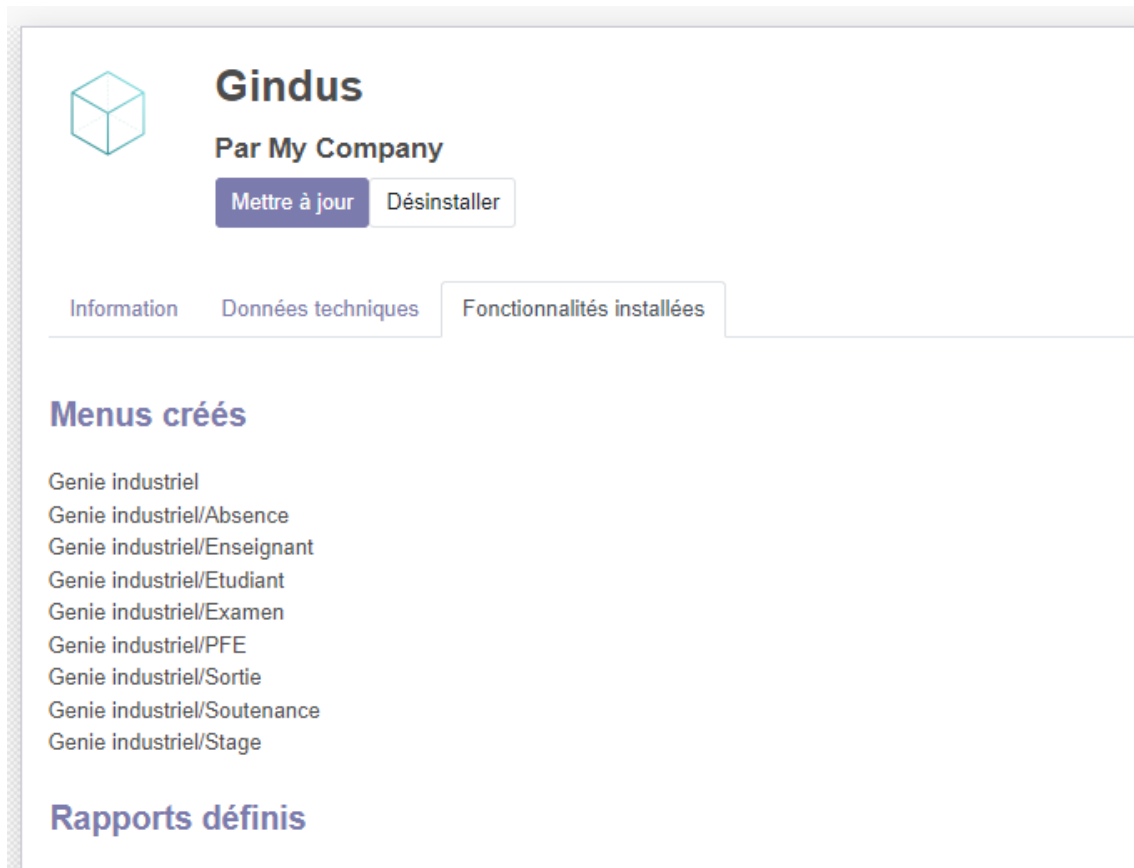 Gindus
Par My Company
Mettre à jour Désinstaller
Information Données techniques Fonctionnalités installées
Menus créés
Genie industriel
Genie industriel/Absence
Genie industriel/Enseignant
Genie industriel/Etudiant
Genie industriel/Examen
Genie industriel/PFE
Genie industriel/Sortie
Genie industriel/Soutenance
Genie industriel/Stage
Rapports définis